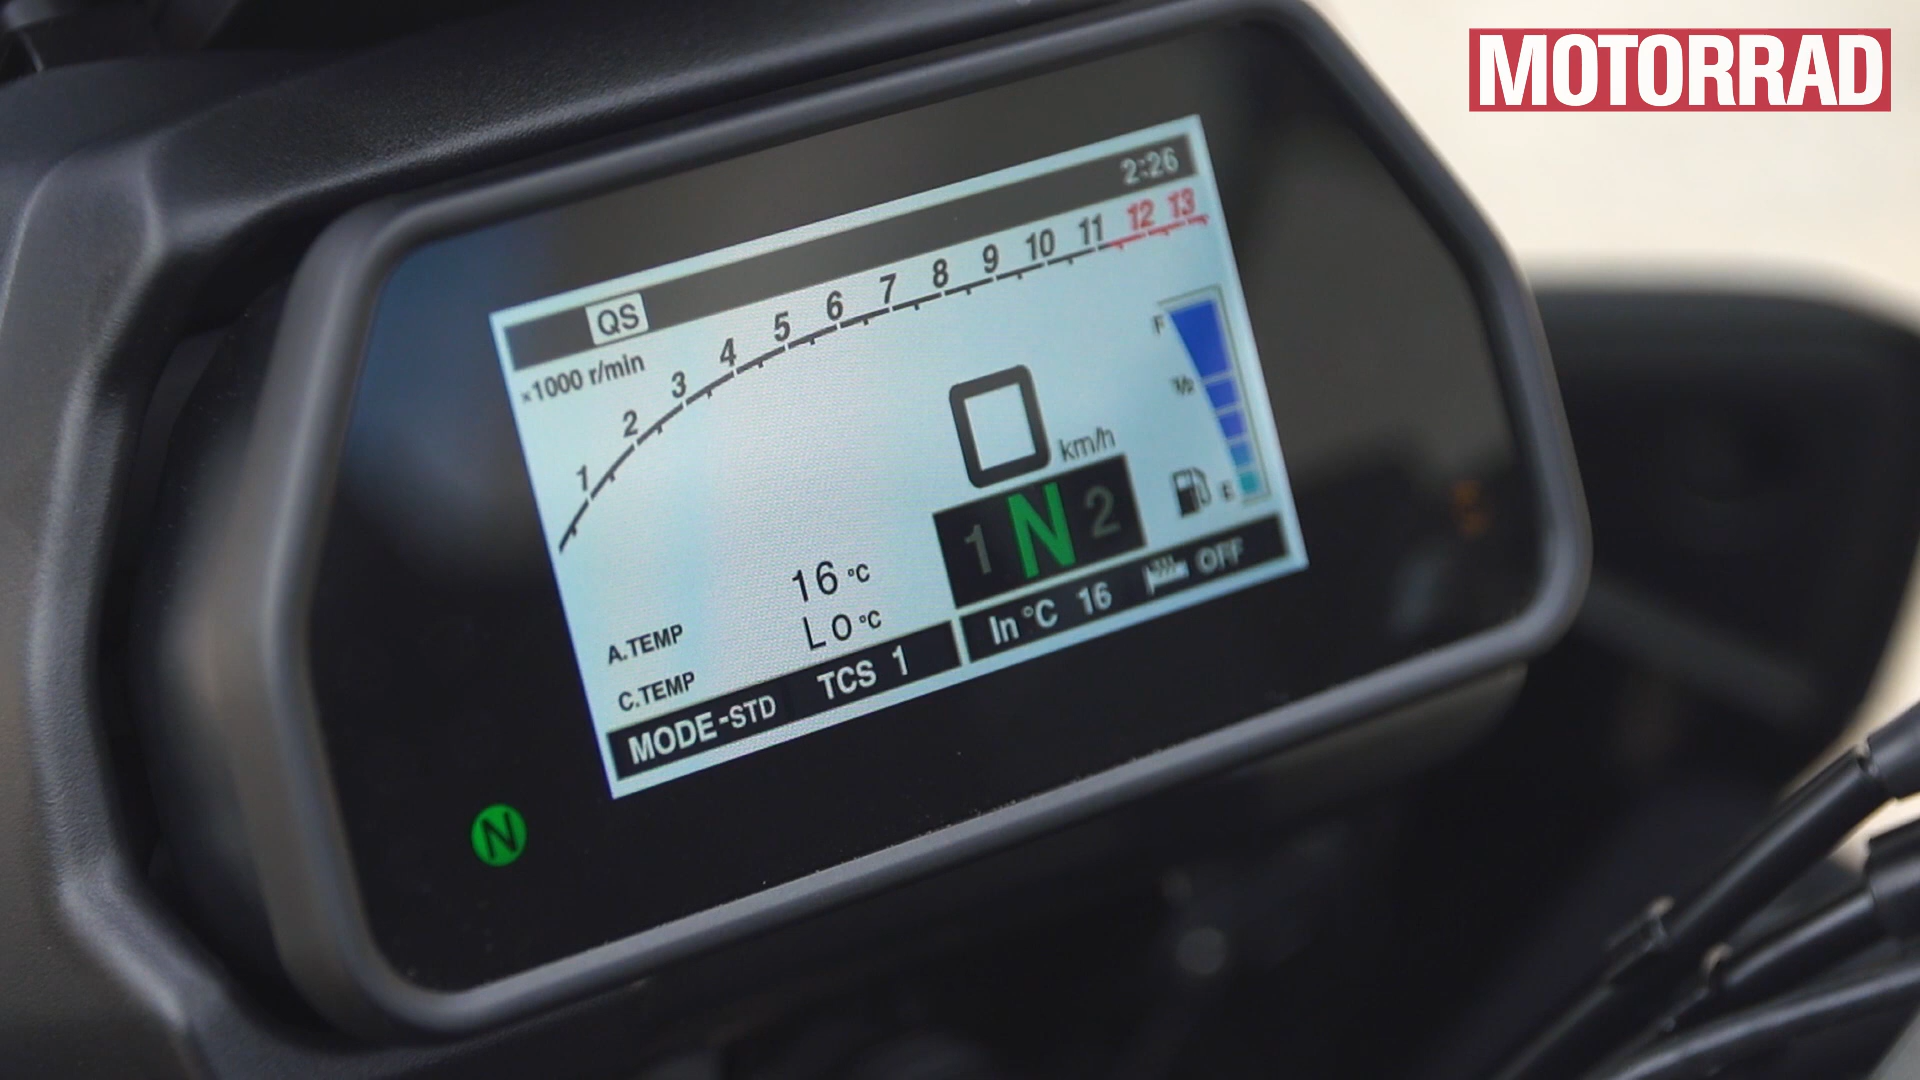 MOTORRAD
2:26
QS
×1000 r/min
1 2 3 4 5 6 7 8 9 10 11 12 13
F
1/2
E
0 km/h
1 N 2
A.TEMP 16 °C
C.TEMP Lo °C
MODE-STD TCS 1
In °C 16 OFF
N